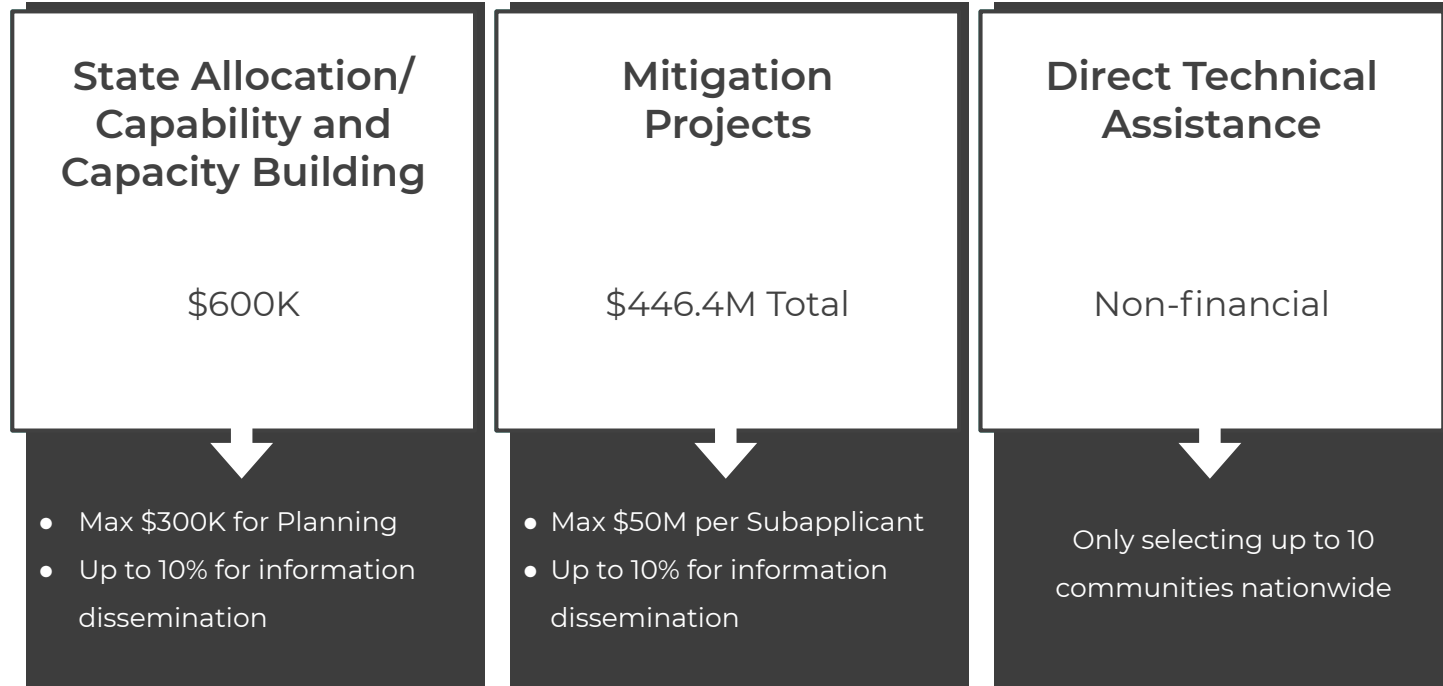 State Allocation/
Capability and
Capacity Building
$600K
● Max $300K for Planning
● Up to 10% for information
dissemination
Mitigation
Projects
$446.4M Total
● Max $50M per Subapplicant
● Up to 10% for information
dissemination
Direct Technical
Assistance
Non-financial
Only selecting up to 10
communities nationwide